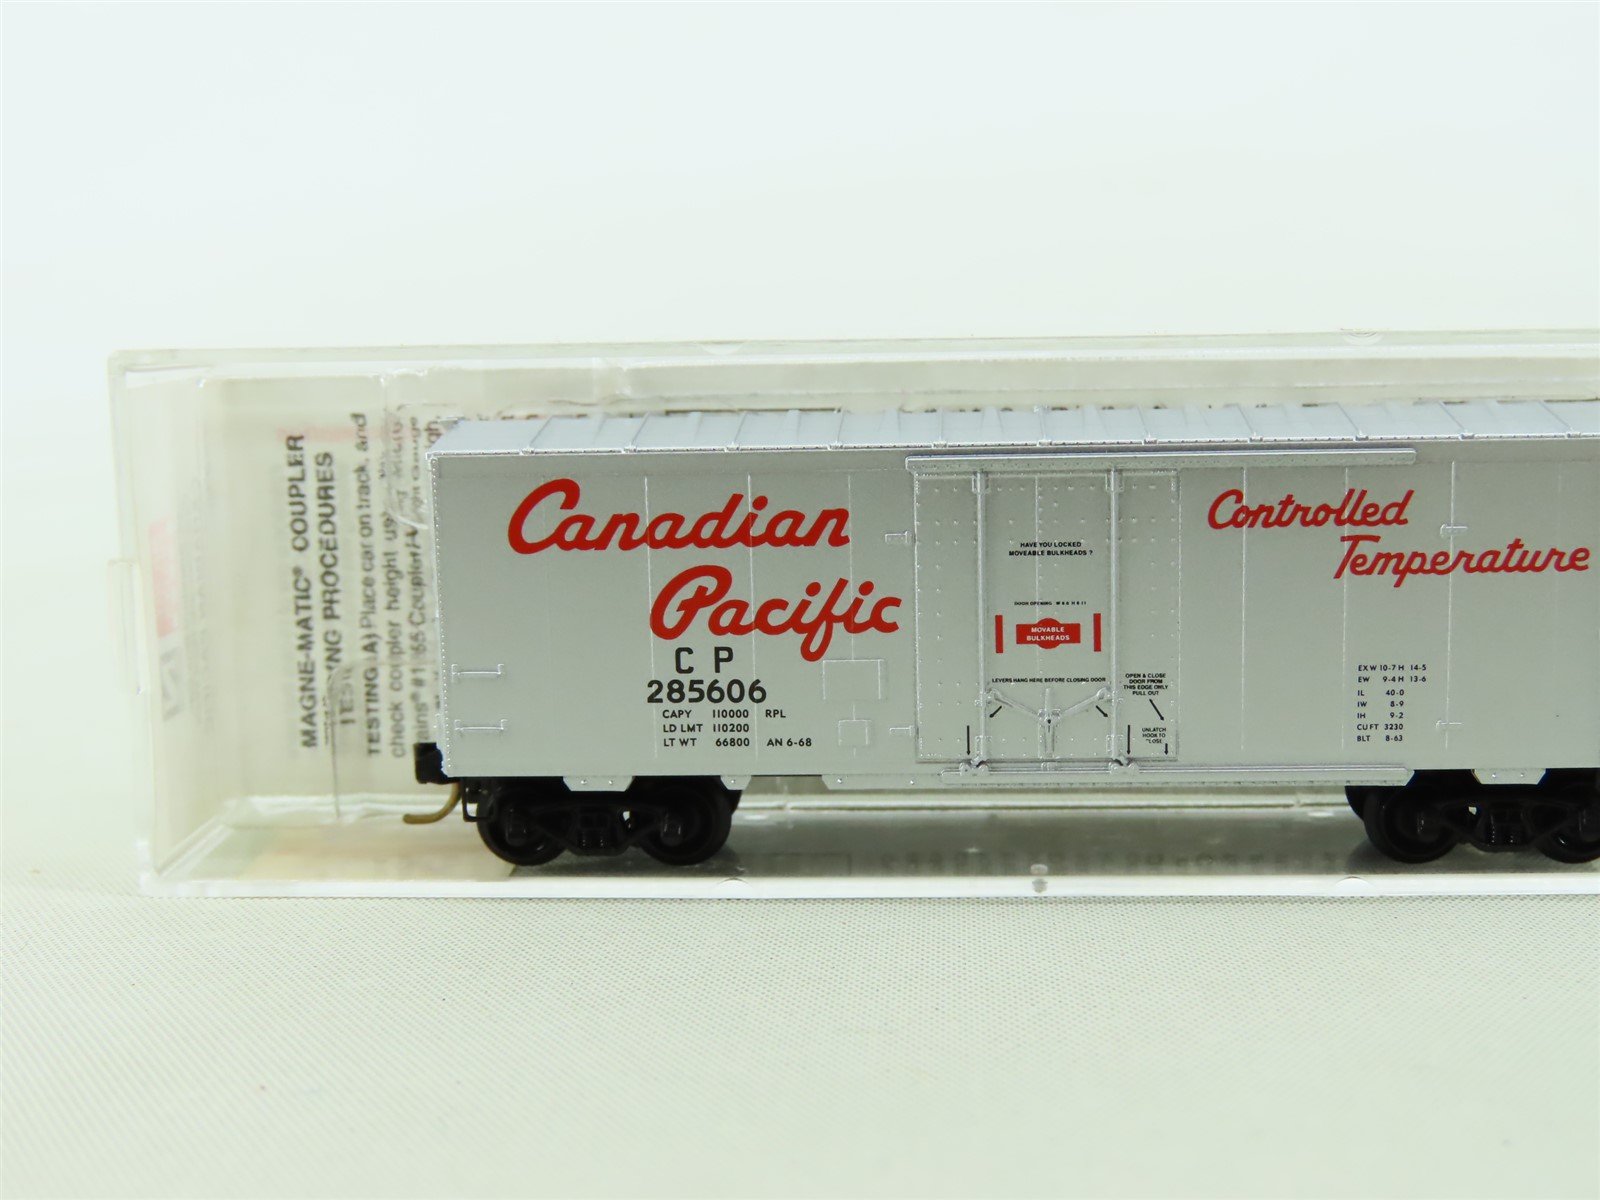 Canadian
Pacific
C P
285606
CAPY 110000 RPL
LD LMT 110200
LT WT 66800 AN 6-68
HAVE YOU LOCKED
MOVEABLE BULKHEADS ?
DOOR OPENING
MOVABLE
BULKHEADS
LEVERS HANG HERE BEFORE CLOSING DOOR
OPEN & CLOSE
DOOR FROM
THIS EDGE ONLY
PULL OUT
UNLATCH
HOOK TO
CLOSE
Controlled
Temperature
EXW 10-7 H 14-5
EW 9-4 H 13-6
IL 40-0
IW 8-9
IH 9-2
CU FT 3230
BLT 8-63
MAGNE-MATIC® COUPLER
PROCEDURES
TESTING A) Place car on track, and
check coupler height
Coupler